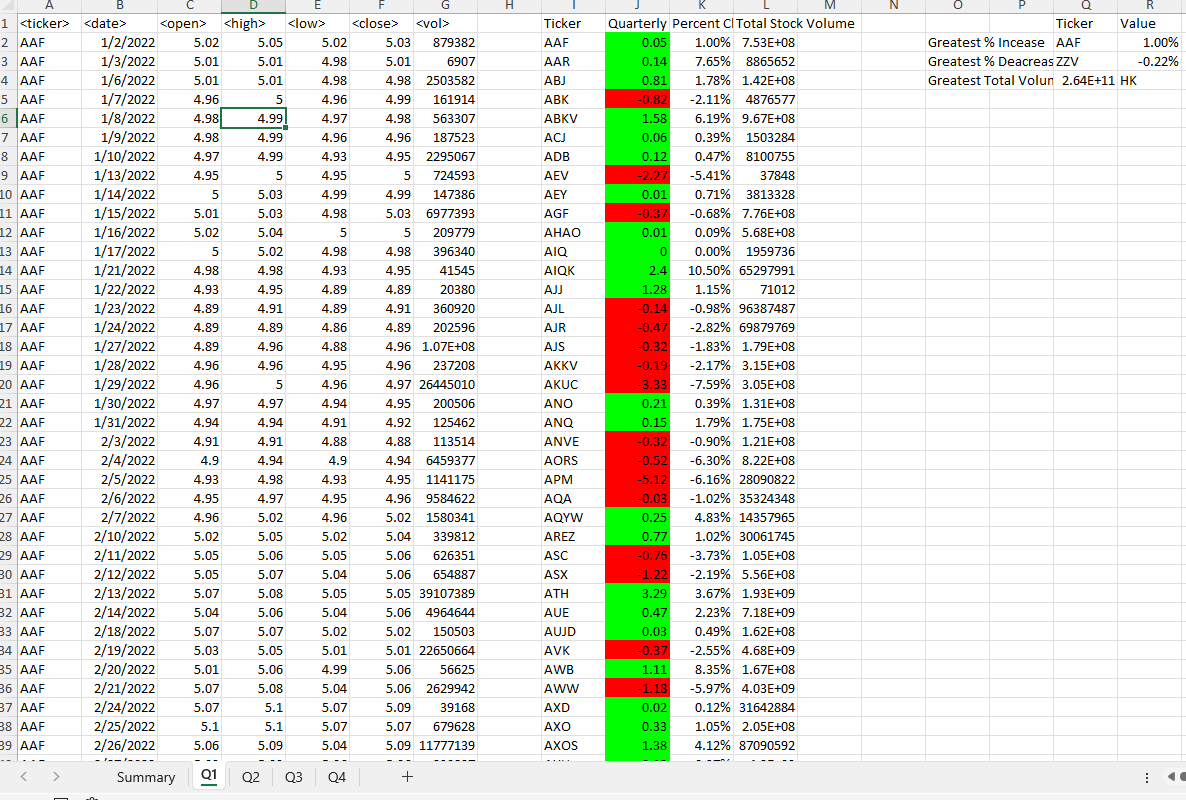 A B C D E F G H I J K L M N O P Q R
1 <ticker> <date> <open> <high> <low> <close> <vol> Ticker Quarterly Percent C Total Stock Volume Ticker Value
2 AAF 1/2/2022 5.02 5.05 5.02 5.03 879382 AAF 0.05 1.00% 7.53E+08 Greatest % Incease AAF 1.00%
3 AAF 1/3/2022 5.01 5.01 4.98 5.01 6907 AAR 0.14 7.65% 8865652 Greatest % Deacreas ZZV -0.22%
4 AAF 1/6/2022 5.01 5.01 4.98 4.98 2503582 ABJ 0.81 1.78% 1.42E+08 Greatest Total Volun 2.64E+11 HK
5 AAF 1/7/2022 4.96 5 4.96 4.99 161914 ABK -0.82 -2.11% 4876577
6 AAF 1/8/2022 4.98 4.99 4.97 4.98 563307 ABKV 1.58 6.19% 9.67E+08
7 AAF 1/9/2022 4.98 4.99 4.96 4.96 187523 ACJ 0.06 0.39% 1503284
8 AAF 1/10/2022 4.97 4.99 4.93 4.95 2295067 ADB 0.12 0.47% 8100755
9 AAF 1/13/2022 4.95 5 4.95 5 724593 AEV -2.27 -5.41% 37848
10 AAF 1/14/2022 5 5.03 4.99 4.99 147386 AEY 0.01 0.71% 3813328
11 AAF 1/15/2022 5.01 5.03 4.98 5.03 6977393 AGF -0.37 -0.68% 7.76E+08
12 AAF 1/16/2022 5.02 5.04 5 5 209779 AHAO 0.01 0.09% 5.68E+08
13 AAF 1/17/2022 5 5.02 4.98 4.98 396340 AIQ 0 0.00% 1959736
14 AAF 1/21/2022 4.98 4.98 4.93 4.95 41545 AIQK 2.4 10.50% 65297991
15 AAF 1/22/2022 4.93 4.95 4.89 4.89 20380 AJJ 1.28 1.15% 71012
16 AAF 1/23/2022 4.89 4.91 4.89 4.91 360920 AJL -0.14 -0.98% 96387487
17 AAF 1/24/2022 4.89 4.89 4.86 4.89 202596 AJR -0.47 -2.82% 69879769
18 AAF 1/27/2022 4.89 4.96 4.88 4.96 1.07E+08 AJS -0.32 -1.83% 1.79E+08
19 AAF 1/28/2022 4.96 4.96 4.95 4.96 237208 AKKV -0.19 -2.17% 3.15E+08
20 AAF 1/29/2022 4.96 5 4.96 4.97 26445010 AKUC -3.33 -7.59% 3.05E+08
21 AAF 1/30/2022 4.97 4.97 4.94 4.95 200506 ANO 0.21 0.39% 1.31E+08
22 AAF 1/31/2022 4.94 4.94 4.91 4.92 125462 ANQ 0.15 1.79% 1.75E+08
23 AAF 2/3/2022 4.91 4.91 4.88 4.88 113514 ANVE -0.32 -0.90% 1.21E+08
24 AAF 2/4/2022 4.9 4.94 4.9 4.94 6459377 AORS -0.52 -6.30% 8.22E+08
25 AAF 2/5/2022 4.93 4.98 4.93 4.95 1141175 APM -5.12 -6.16% 28090822
26 AAF 2/6/2022 4.95 4.97 4.95 4.96 9584622 AQA -0.03 -1.02% 35324348
27 AAF 2/7/2022 4.96 5.02 4.96 5.02 1580341 AQYW 0.25 4.83% 14357965
28 AAF 2/10/2022 5.02 5.05 5.02 5.04 339812 AREZ 0.77 1.02% 30061745
29 AAF 2/11/2022 5.05 5.06 5.05 5.06 626351 ASC -0.76 -3.73% 1.05E+08
30 AAF 2/12/2022 5.05 5.07 5.04 5.06 654887 ASX -1.22 -2.19% 5.56E+08
31 AAF 2/13/2022 5.07 5.08 5.05 5.05 39107389 ATH 3.29 3.67% 1.93E+09
32 AAF 2/14/2022 5.04 5.06 5.04 5.06 4964644 AUE 0.47 2.23% 7.18E+09
33 AAF 2/18/2022 5.07 5.07 5.02 5.02 150503 AUJD 0.03 0.49% 1.62E+08
34 AAF 2/19/2022 5.03 5.05 5.01 5.01 22650664 AVK -0.37 -2.55% 4.68E+09
35 AAF 2/20/2022 5.01 5.06 4.99 5.06 56625 AWB 1.11 8.35% 1.67E+08
36 AAF 2/21/2022 5.07 5.08 5.04 5.06 2629942 AWW -1.18 -5.97% 4.03E+09
37 AAF 2/24/2022 5.07 5.1 5.07 5.09 39168 AXD 0.02 0.12% 31642884
38 AAF 2/25/2022 5.1 5.1 5.07 5.07 679628 AXO 0.33 1.05% 2.05E+08
39 AAF 2/26/2022 5.06 5.09 5.04 5.09 11777139 AXOS 1.38 4.12% 87090592
Summary Q1 Q2 Q3 Q4